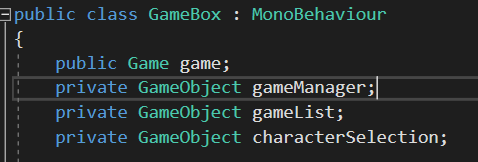 public class GameBox : MonoBehaviour
{
public Game game;
private GameObject gameManager;
private GameObject gameList;
private GameObject characterSelection;